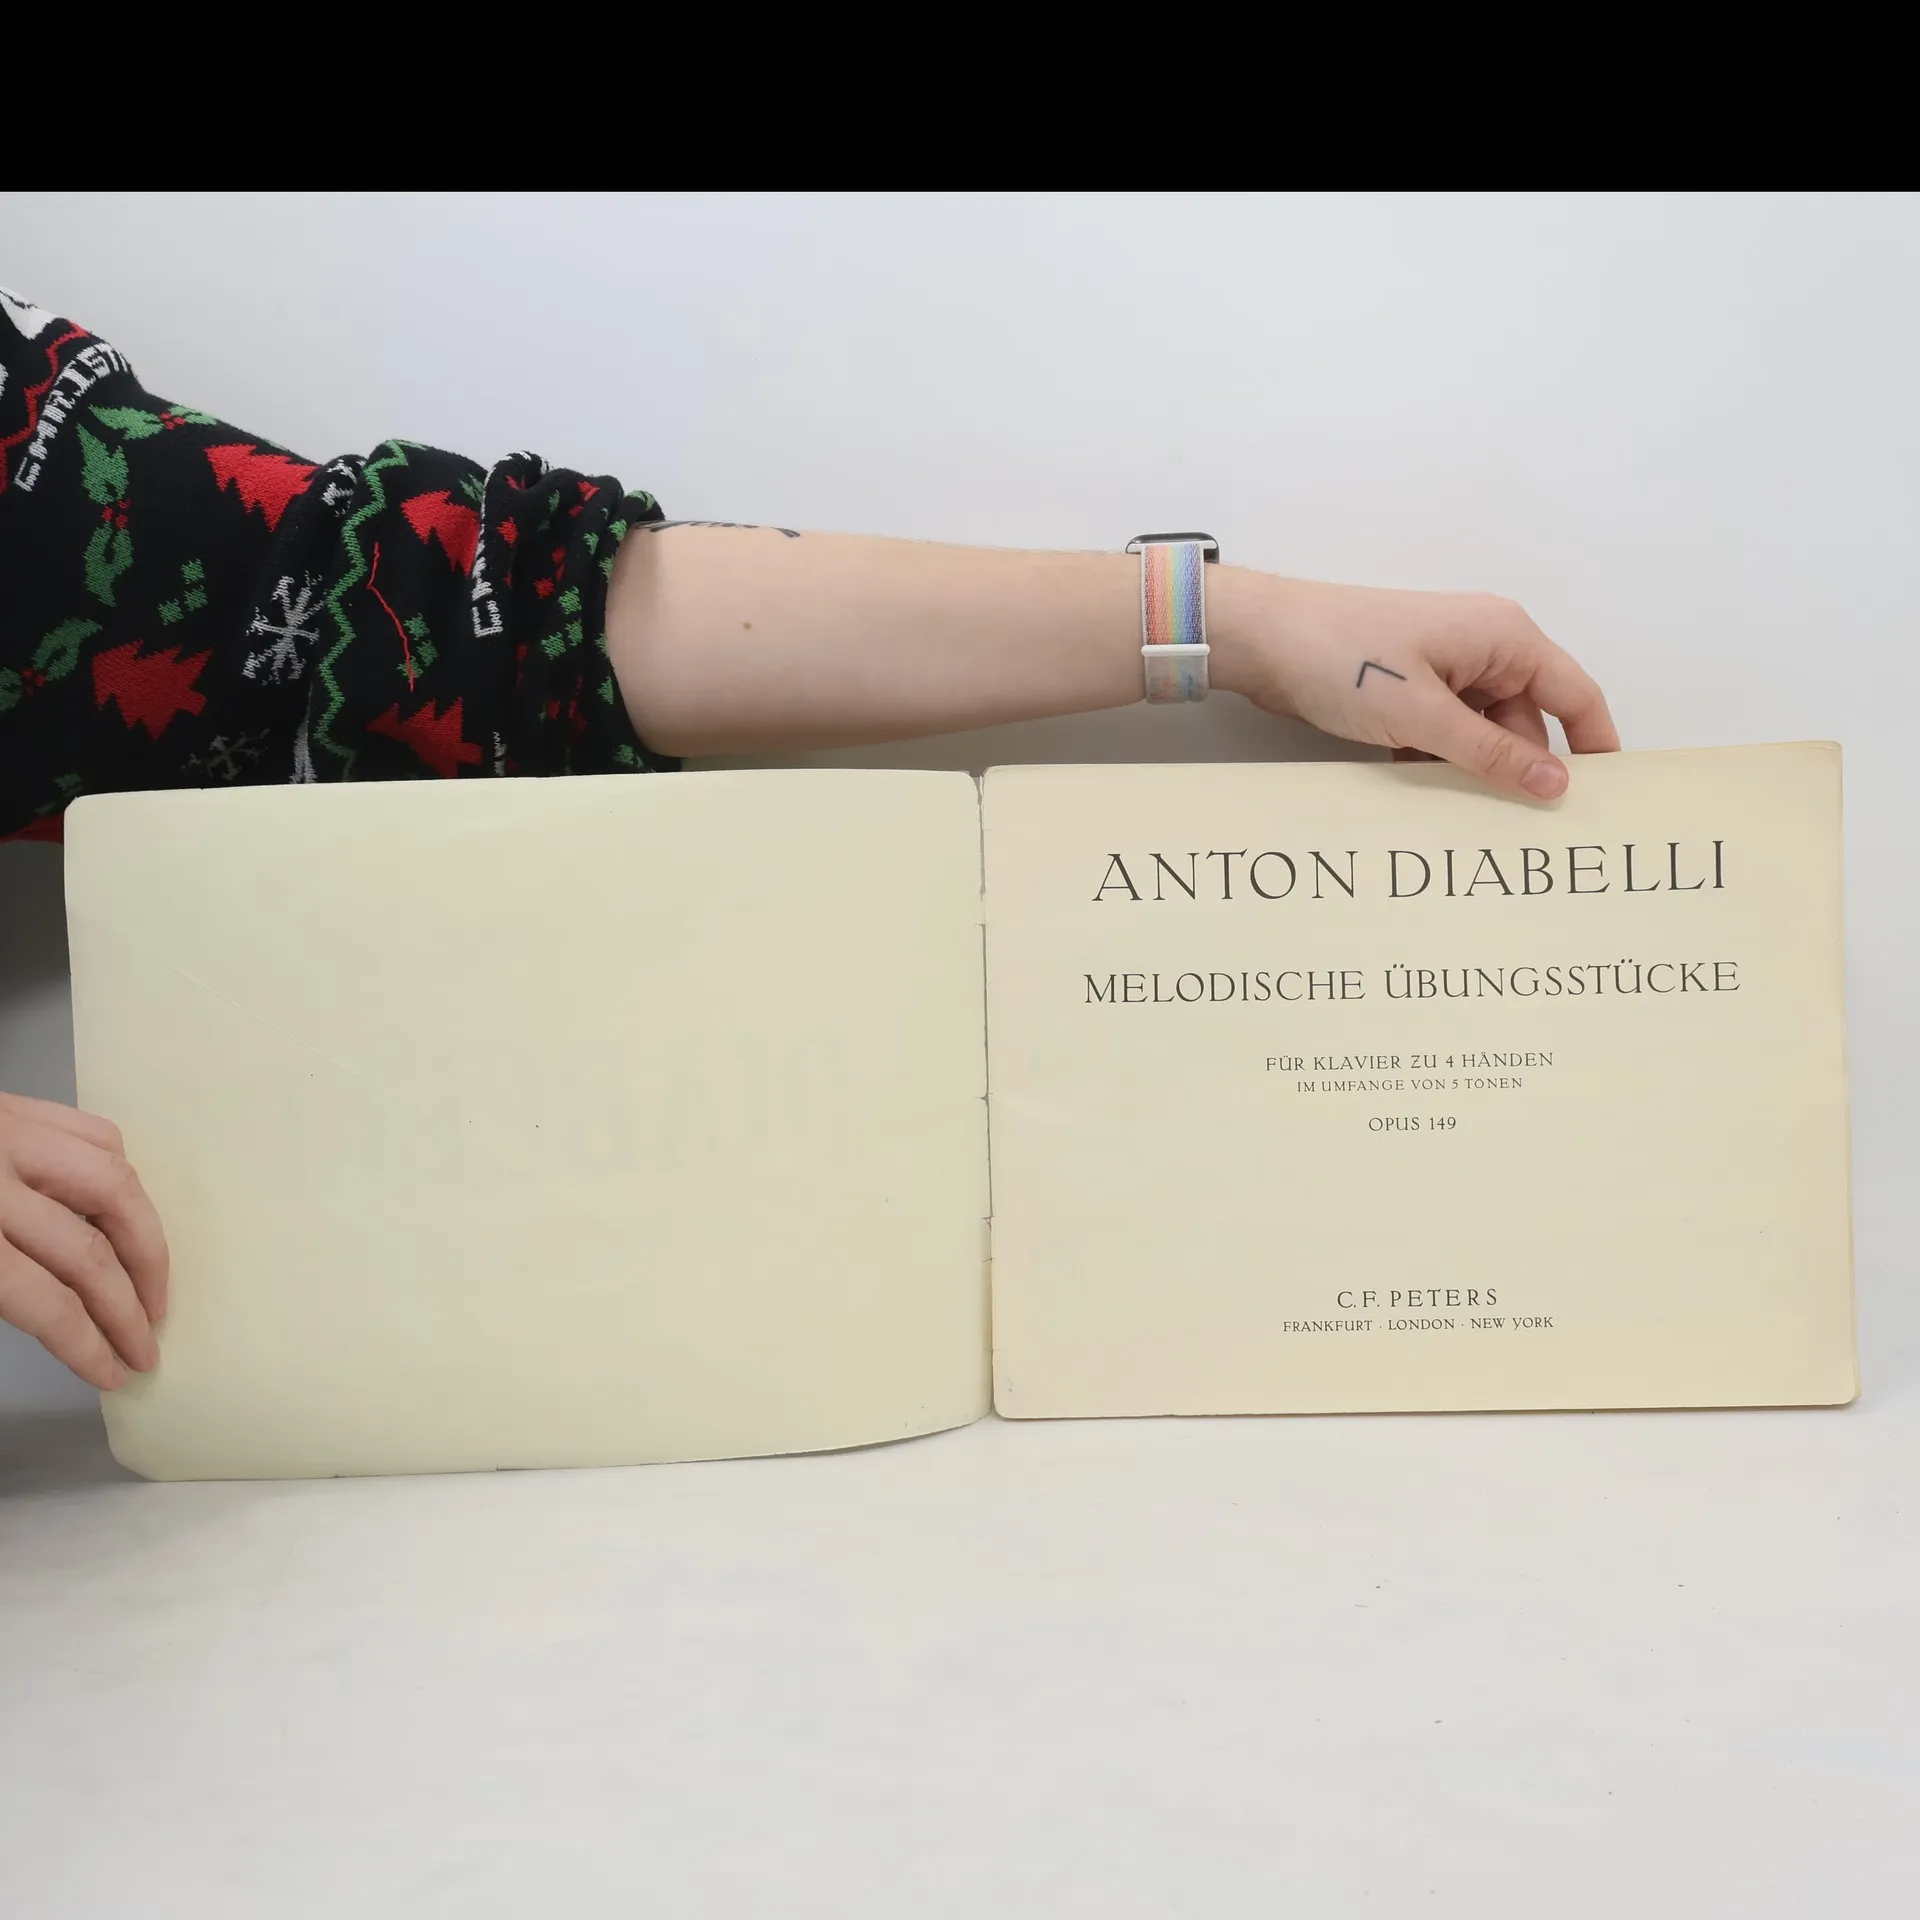 ANTON DIABELLI
MELODISCHE ÜBUNGSSTÜCKE
FÜR KLAVIER ZU 4 HÄNDEN
IM UMFANGE VON 5 TÖNEN
OPUS 149
C. F. PETERS
FRANKFURT · LONDON · NEW YORK